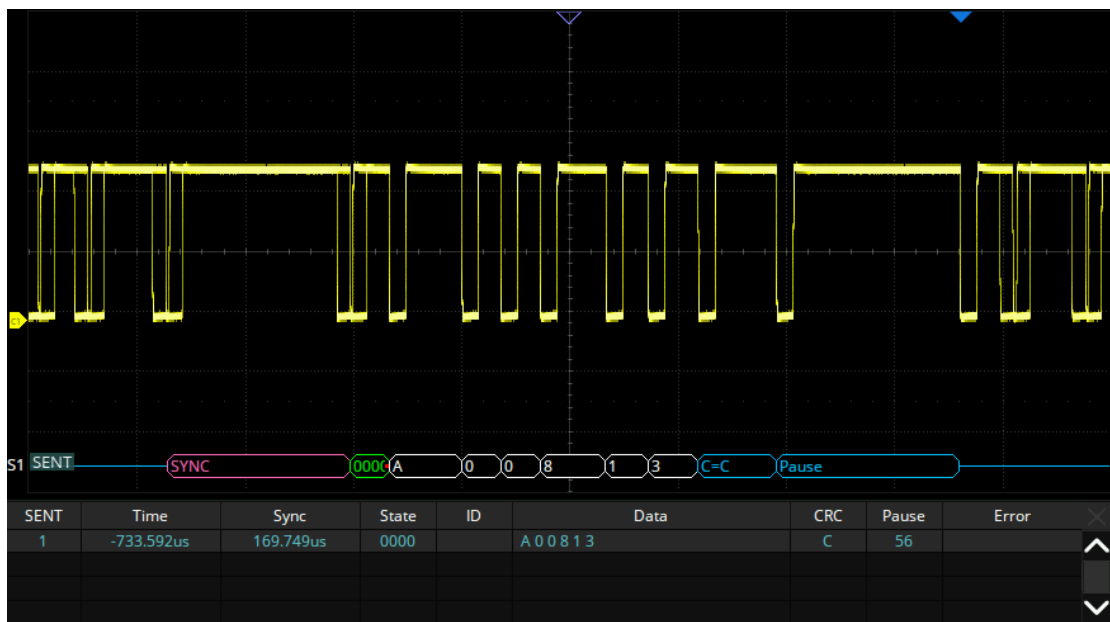 C1
S1 SENT SYNC 0000 A 0 0 8 1 3 C=C Pause
SENT Time Sync State ID Data CRC Pause Error
1 -733.592us 169.749us 0000 A 0 0 8 1 3 C 56